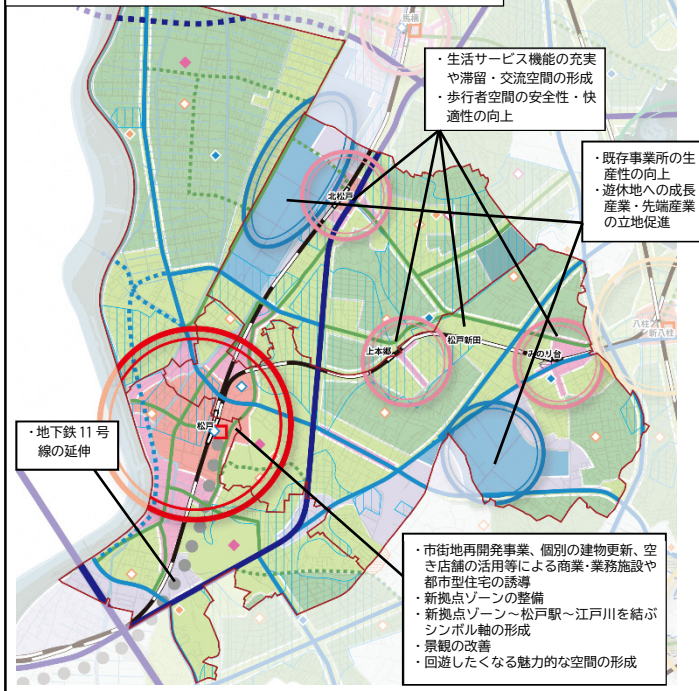 馬橋
・生活サービス機能の充実
や滞留・交流空間の形成
・歩行者空間の安全性・快
適性の向上
・既存事業所の生
産性の向上
・遊休地への成長
産業・先端産業
の立地促進
北松戸
八柱
新八柱
上本郷
松戸新田
みのり台
松戸
・地下鉄 11 号
線の延伸
・市街地再開発事業、個別の建物更新、空
き店舗の活用等による商業・業務施設や
都市型住宅の誘導
・新拠点ゾーンの整備
・新拠点ゾーン～松戸駅～江戸川を結ぶ
シンボル軸の形成
・景観の改善
・回遊したくなる魅力的な空間の形成